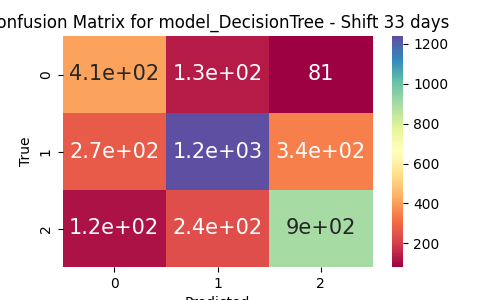 onfusion Matrix for model_DecisionTree - Shift 33 days
0 4.1e+02 1.3e+02 81
1 2.7e+02 1.2e+03 3.4e+02
2 1.2e+02 2.4e+02 9e+02
0 1 2
True
Predicted
1200
1000
800
600
400
200